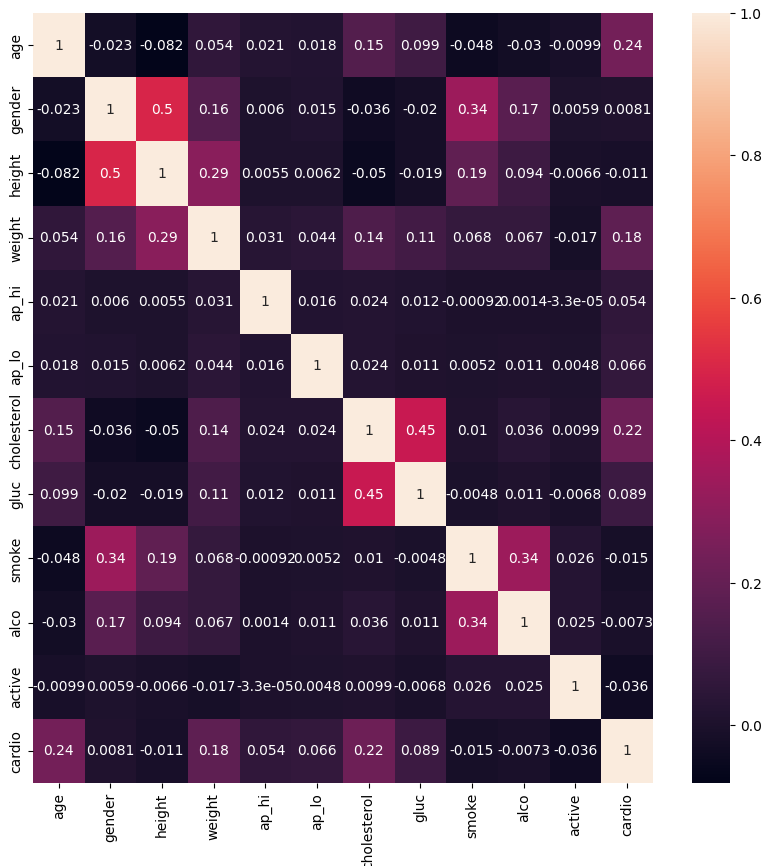 age 1 -0.023 -0.082 0.054 0.021 0.018 0.15 0.099 -0.048 -0.03 -0.0099 0.24
gender -0.023 1 0.5 0.16 0.006 0.015 -0.036 -0.02 0.34 0.17 0.0059 0.0081
height -0.082 0.5 1 0.29 0.0055 0.0062 -0.05 -0.019 0.19 0.094 -0.0066 -0.011
weight 0.054 0.16 0.29 1 0.031 0.044 0.14 0.11 0.068 0.067 -0.017 0.18
ap_hi 0.021 0.006 0.0055 0.031 1 0.016 0.024 0.012 -0.00092 0.0014 -3.3e-05 0.054
ap_lo 0.018 0.015 0.0062 0.044 0.016 1 0.024 0.011 0.0052 0.011 0.0048 0.066
cholesterol 0.15 -0.036 -0.05 0.14 0.024 0.024 1 0.45 0.01 0.036 0.0099 0.22
gluc 0.099 -0.02 -0.019 0.11 0.012 0.011 0.45 1 -0.0048 0.011 -0.0068 0.089
smoke -0.048 0.34 0.19 0.068 -0.00092 0.0052 0.01 -0.0048 1 0.34 0.026 -0.015
alco -0.03 0.17 0.094 0.067 0.0014 0.011 0.036 0.011 0.34 1 0.025 -0.0073
active -0.0099 0.0059 -0.0066 -0.017 -3.3e-05 0.0048 0.0099 -0.0068 0.026 0.025 1 -0.036
cardio 0.24 0.0081 -0.011 0.18 0.054 0.066 0.22 0.089 -0.015 -0.0073 -0.036 1
age gender height weight ap_hi ap_lo cholesterol gluc smoke alco active cardio
1.0
0.8
0.6
0.4
0.2
0.0